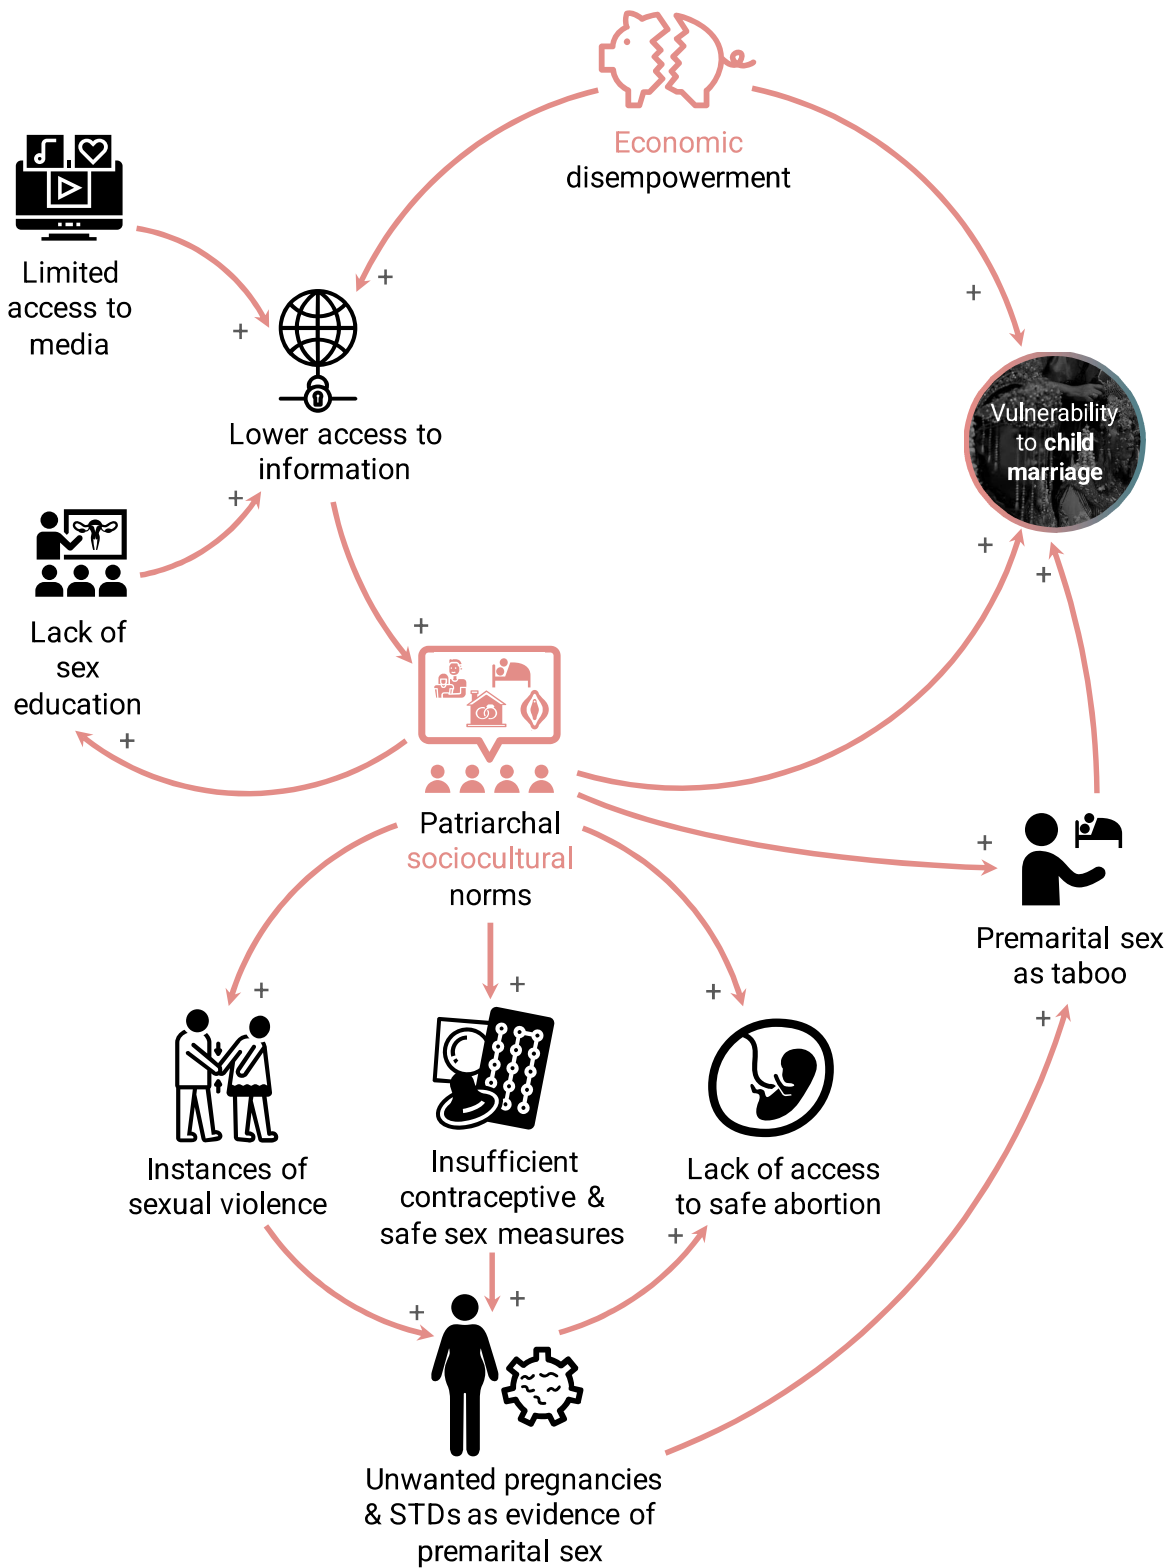 Economic
disempowerment
Limited
access to
media
+
+
+
Vulnerability
to child
marriage
Lower access to
information
+
+
+
Lack of
sex
education
+
+
+
Patriarchal
sociocultural
norms
+
Premarital sex
as taboo
+
+
+
+
Instances of
sexual violence
Insufficient
contraceptive &
safe sex measures
Lack of access
to safe abortion
+
+
+
Unwanted pregnancies
& STDs as evidence of
premarital sex